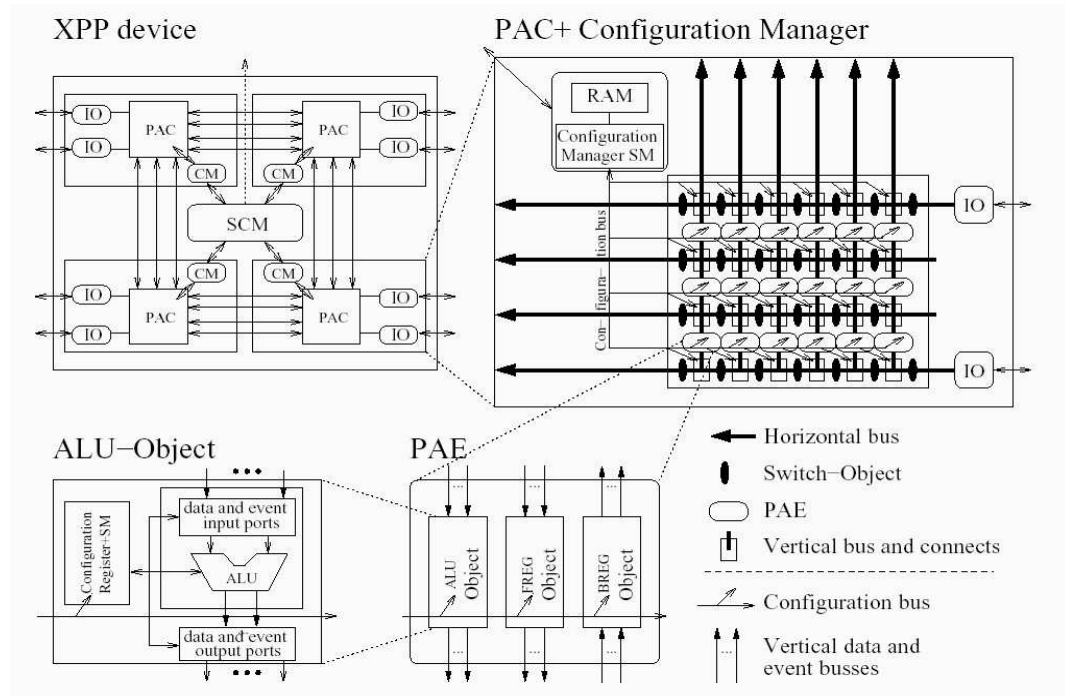 XPP device
IO
IO
PAC
CM
PAC
CM
IO
IO
SCM
IO
IO
CM
PAC
CM
PAC
IO
IO
PAC+ Configuration Manager
RAM
Configuration
Manager SM
Con-figura-tion bus
IO
IO
ALU-Object
Configuration
Register+SM
data and event
input ports
ALU
data and event
output ports
PAE
...
...
...
ALU
Object
FREG
Object
BREG
Object
...
...
...
Horizontal bus
Switch-Object
PAE
Vertical bus and connects
Configuration bus
...
Vertical data and
event busses